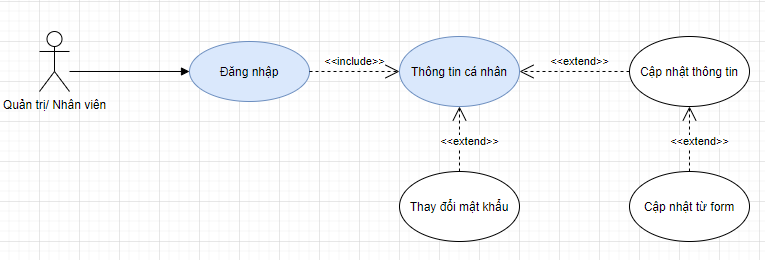 Đăng nhập
<<include>>
Thông tin cá nhân
<<extend>>
Cập nhật thông tin
Quản trị/ Nhân viên
<<extend>>
<<extend>>
Thay đổi mật khẩu
Cập nhật từ form